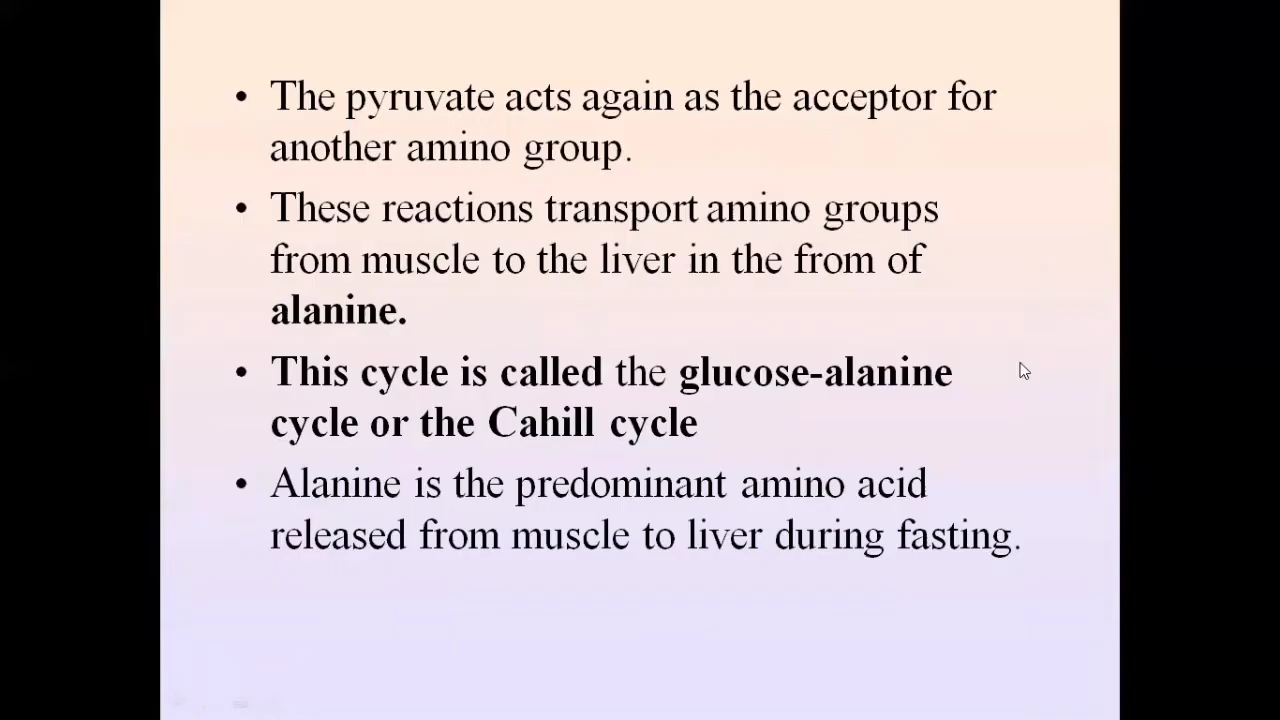 • The pyruvate acts again as the acceptor for
another amino group.
• These reactions transport amino groups
from muscle to the liver in the from of
alanine.
• This cycle is called the glucose-alanine
cycle or the Cahill cycle
• Alanine is the predominant amino acid
released from muscle to liver during fasting.